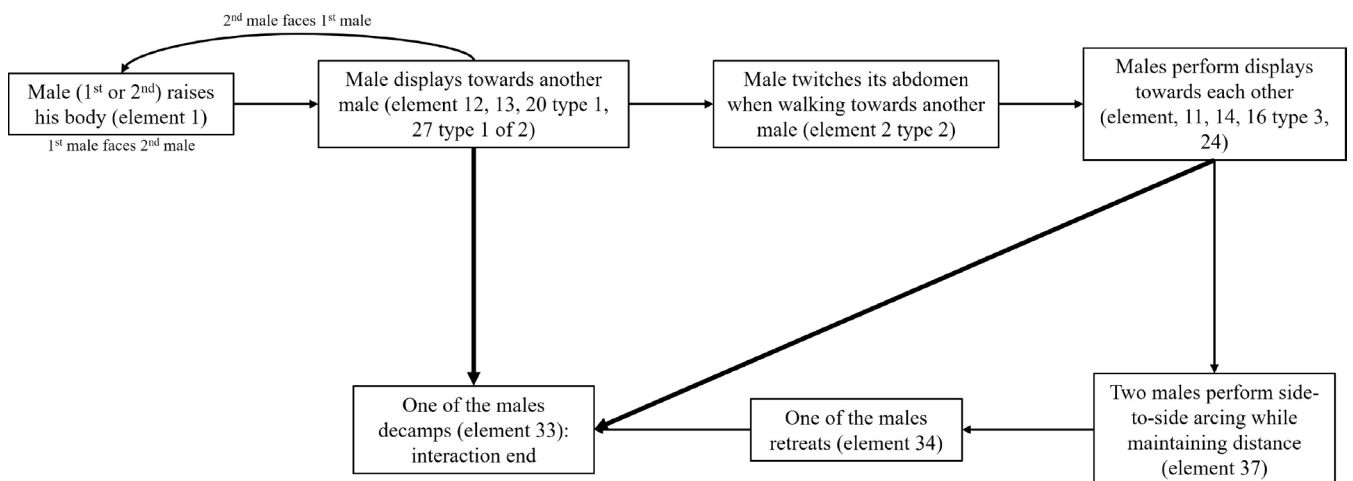 2nd male faces 1st male
Male (1st or 2nd) raises
his body (element 1)
1st male faces 2nd male
Male displays towards another
male (element 12, 13, 20 type 1,
27 type 1 of 2)
Male twitches its abdomen
when walking towards another
male (element 2 type 2)
Males perform displays
towards each other
(element, 11, 14, 16 type 3,
24)
One of the males
decamps (element 33):
interaction end
One of the males
retreats (element 34)
Two males perform side-
to-side arcing while
maintaining distance
(element 37)